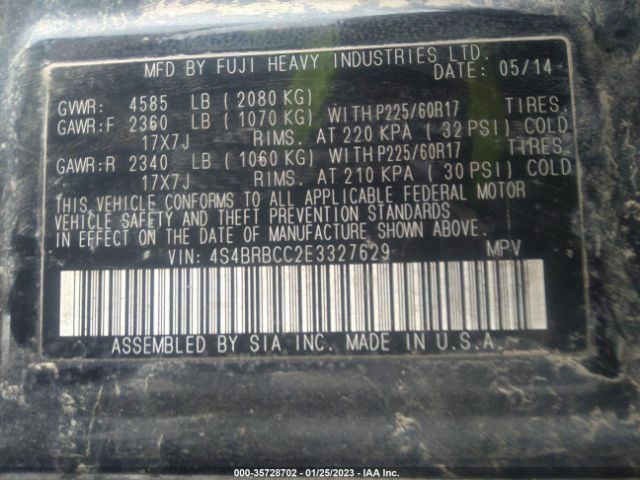 MFD BY FUJI HEAVY INDUSTRIES LTD.
DATE: 05/14
GVWR: 4585 LB (2080 KG)
GAWR:F 2360 LB (1070 KG) WITH P225/60R17 TIRES
17X7J RIMS. AT 220 KPA (32 PSI) COLD
GAWR:R 2340 LB (1060 KG) WITH P225/60R17 TIRES.
17X7J RIMS. AT 210 KPA 30 PSI) COLD
THIS VEHICLE CONFORMS TO ALL APPLICABLE FEDERAL MOTOR
VEHICLE SAFETY AND THEFT PREVENTION STANDARDS
IN EFFECT ON THE DATE OF MANUFACTURE SHOWN ABOVE.
VIN: 4S4BRBCC2E3327629 MPV
ASSEMBLED BY SIA INC. MADE IN U.S.A.
000-35728702 - 01/25/2023 - IAA Inc.